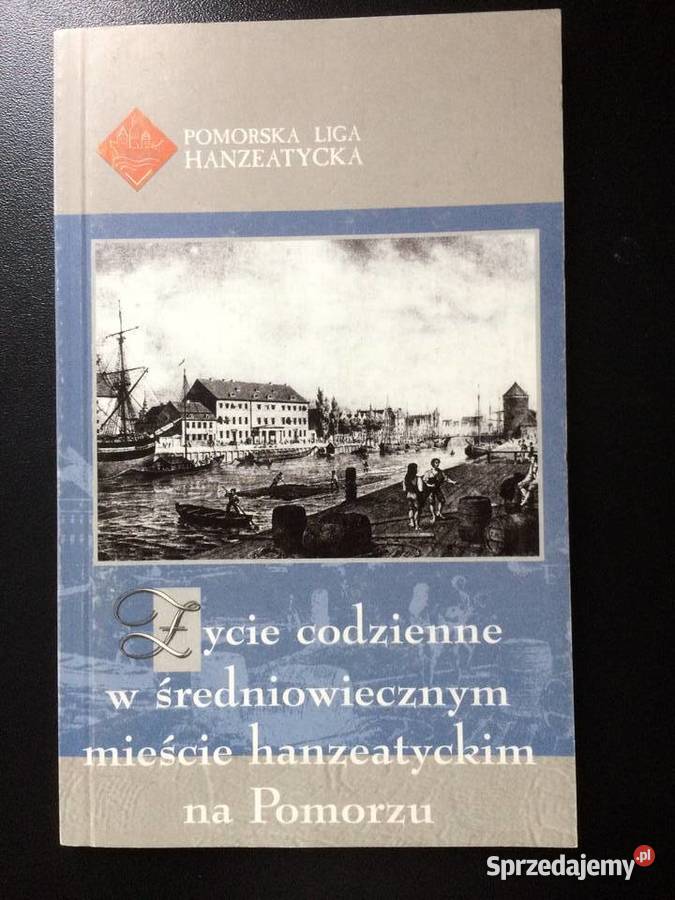 POMORSKA LIGA
HANZEATYCKA
Życie codzienne
w średniowiecznym
mieście hanzeatyckim
na Pomorzu
Sprzedajemy.pl